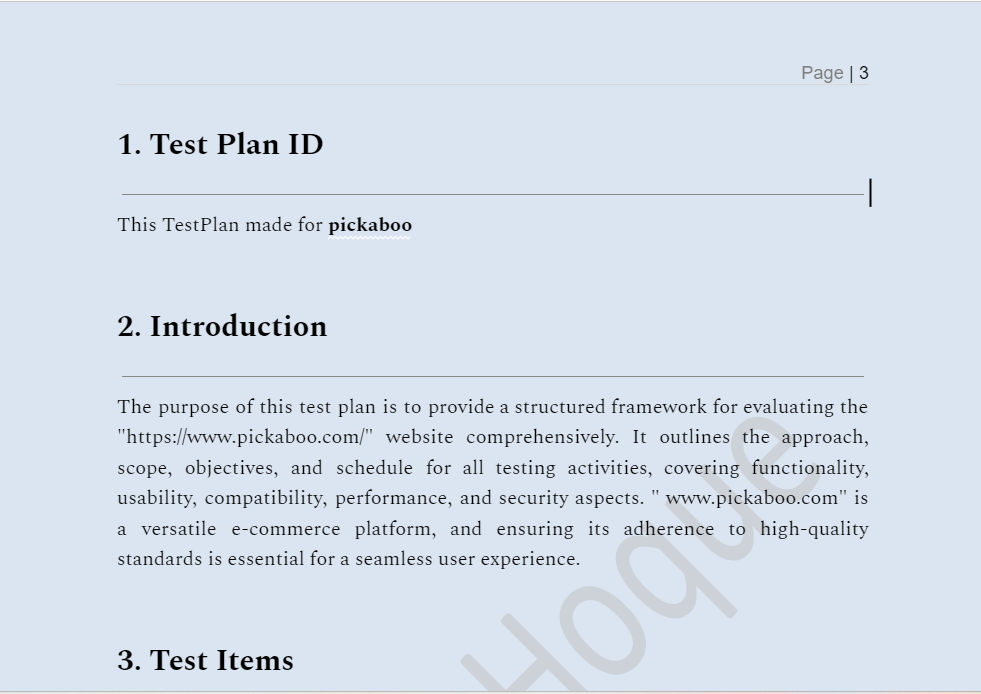 Page | 3
1. Test Plan ID
This TestPlan made for pickaboo
2. Introduction
The purpose of this test plan is to provide a structured framework for evaluating the
"https://www.pickaboo.com/" website comprehensively. It outlines the approach,
scope, objectives, and schedule for all testing activities, covering functionality,
usability, compatibility, performance, and security aspects. " www.pickaboo.com" is
a versatile e-commerce platform, and ensuring its adherence to high-quality
standards is essential for a seamless user experience.
Hoque
3. Test Items